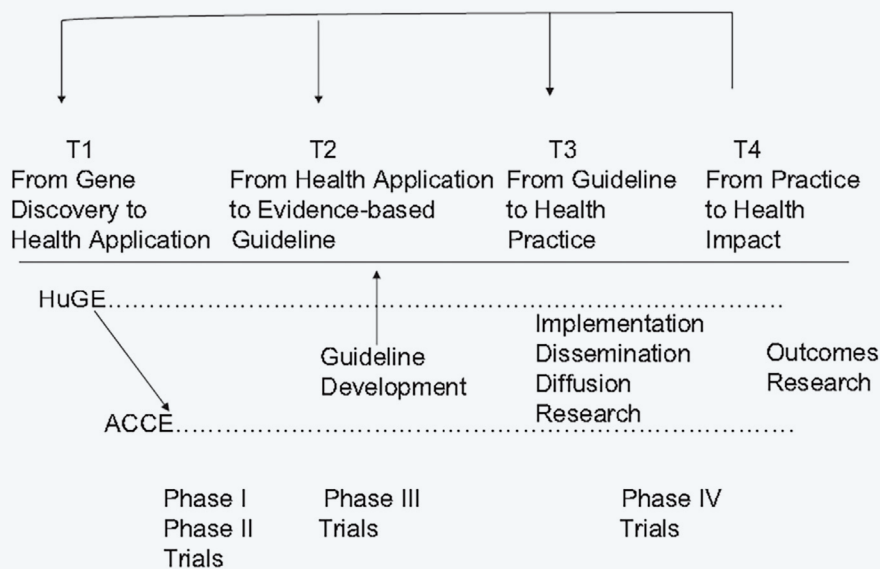 T1
From Gene
Discovery to
Health Application
T2
From Health Application
to Evidence-based
Guideline
T3
From Guideline
to Health
Practice
T4
From Practice
to Health
Impact
HuGE
Guideline
Development
Implementation
Dissemination
Diffusion
Research
Outcomes
Research
ACCE
Phase I
Phase II
Trials
Phase III
Trials
Phase IV
Trials